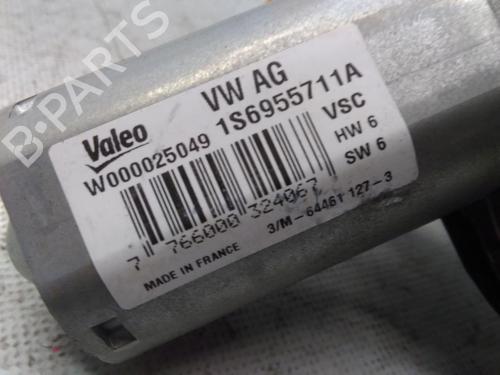 B-PARTS
Valeo
VW AG
W000025049
1S6955711A
VSC
HW 6
SW 6
7 766000 324067
3/M-64461 127-3
MADE IN FRANCE